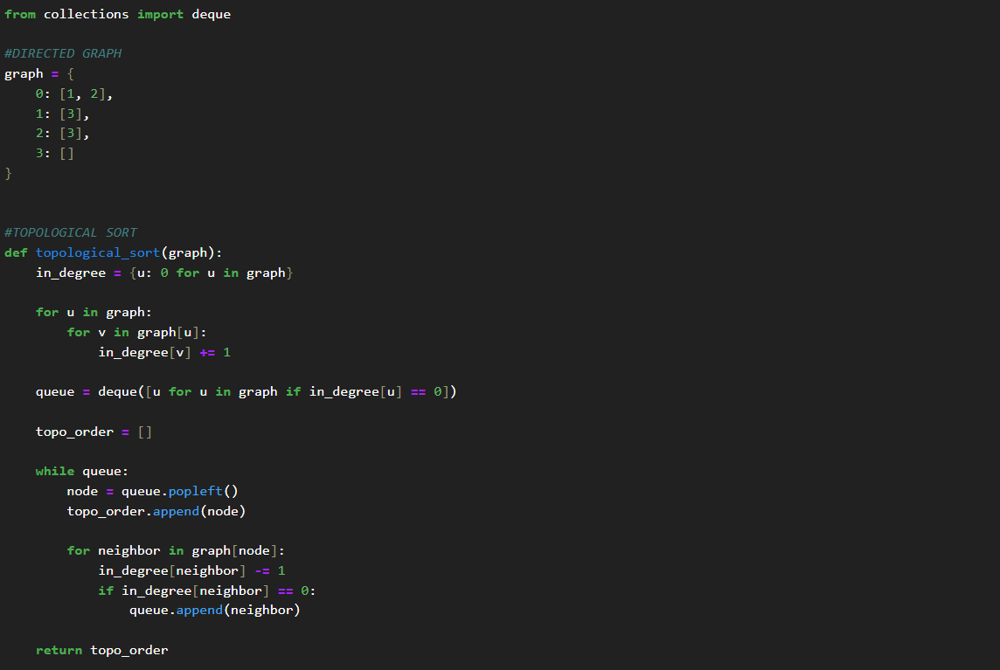 from collections import deque
#DIRECTED GRAPH
graph = {
    0: [1, 2],
    1: [3],
    2: [3],
    3: []
}
#TOPOLOGICAL SORT
def topological_sort(graph):
    in_degree = {u: 0 for u in graph}
    for u in graph:
        for v in graph[u]:
            in_degree[v] += 1
    queue = deque([u for u in graph if in_degree[u] == 0])
    topo_order = []
    while queue:
        node = queue.popleft()
        topo_order.append(node)
        for neighbor in graph[node]:
            in_degree[neighbor] -= 1
            if in_degree[neighbor] == 0:
                queue.append(neighbor)
    return topo_order